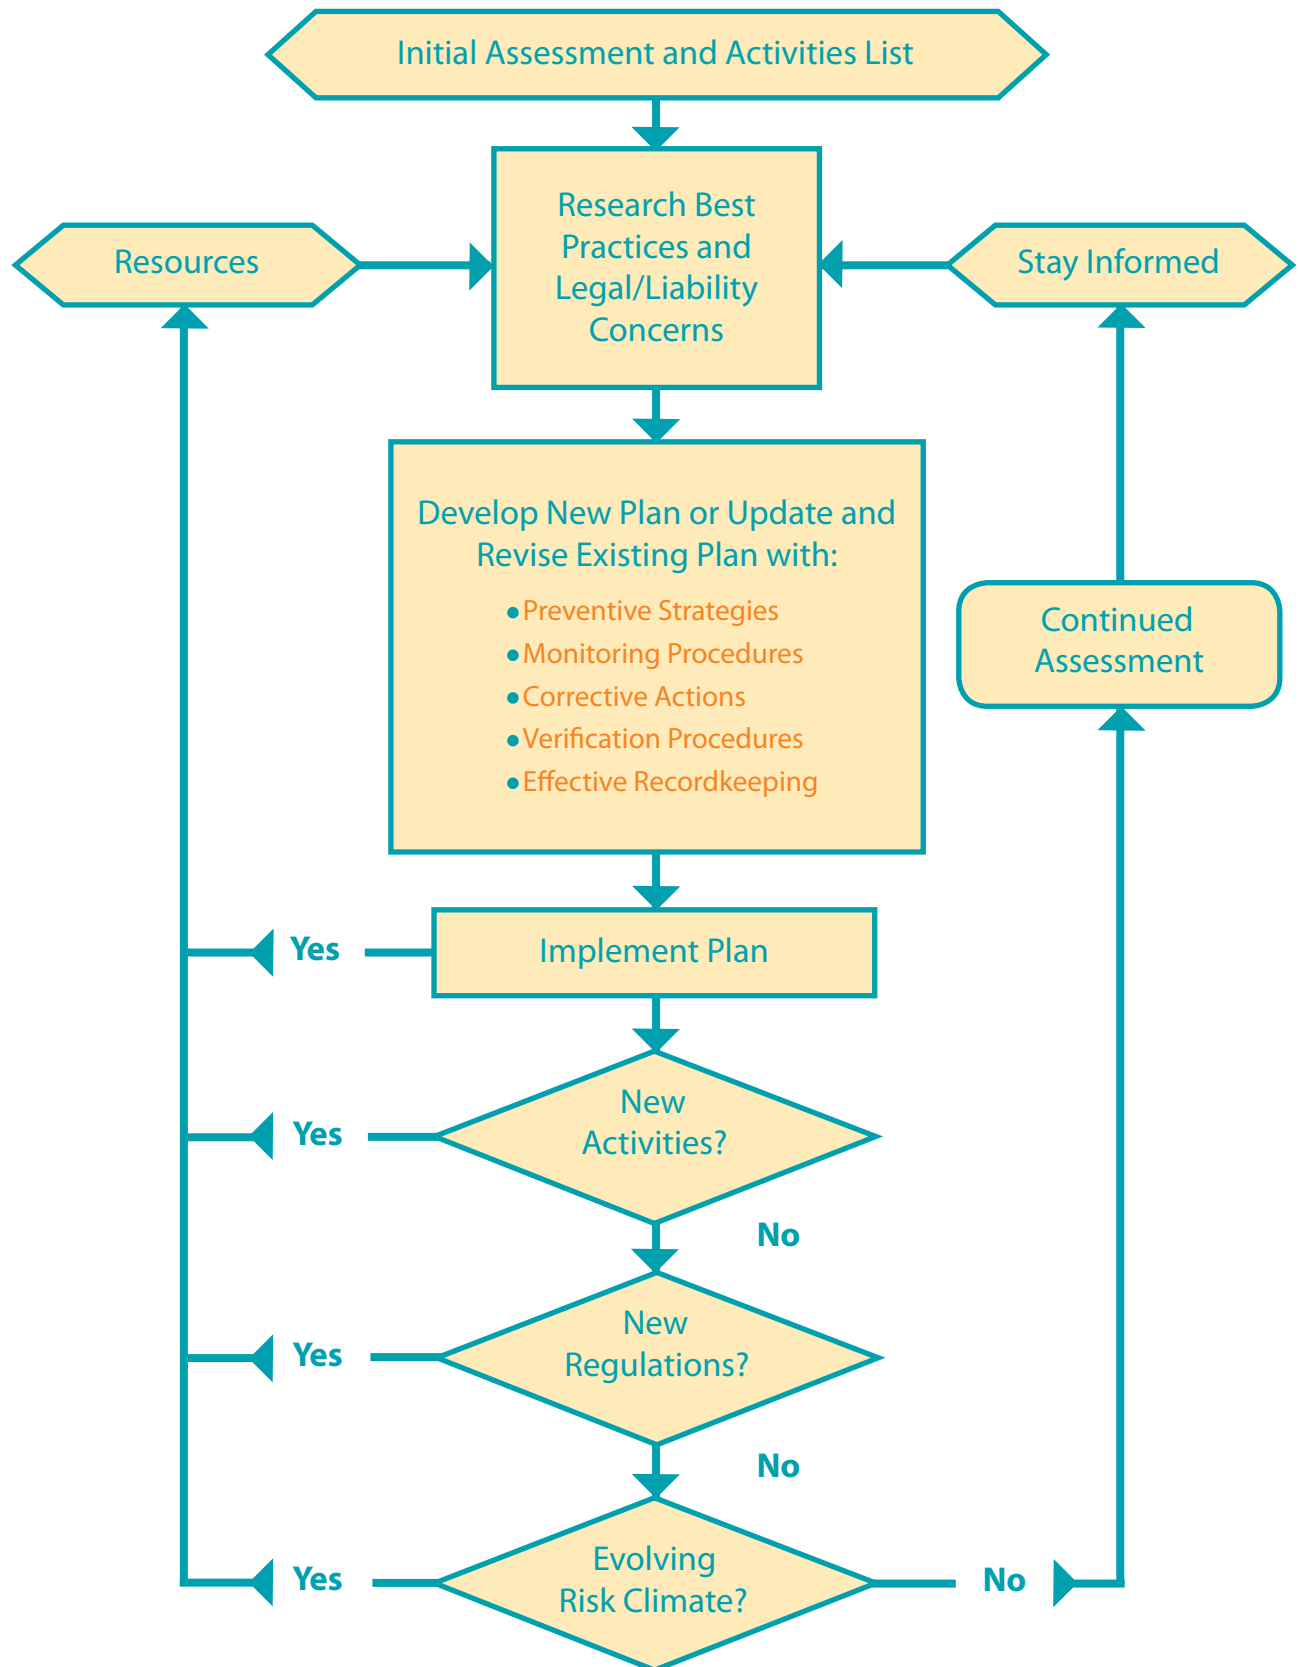 Initial Assessment and Activities List
Research Best
Practices and
Legal/Liability
Concerns
Resources
Stay Informed
Develop New Plan or Update and
Revise Existing Plan with:
• Preventive Strategies
• Monitoring Procedures
• Corrective Actions
• Verification Procedures
• Effective Recordkeeping
Continued
Assessment
Yes
Implement Plan
New
Activities?
Yes
No
New
Regulations?
Yes
No
Evolving
Risk Climate?
Yes
No